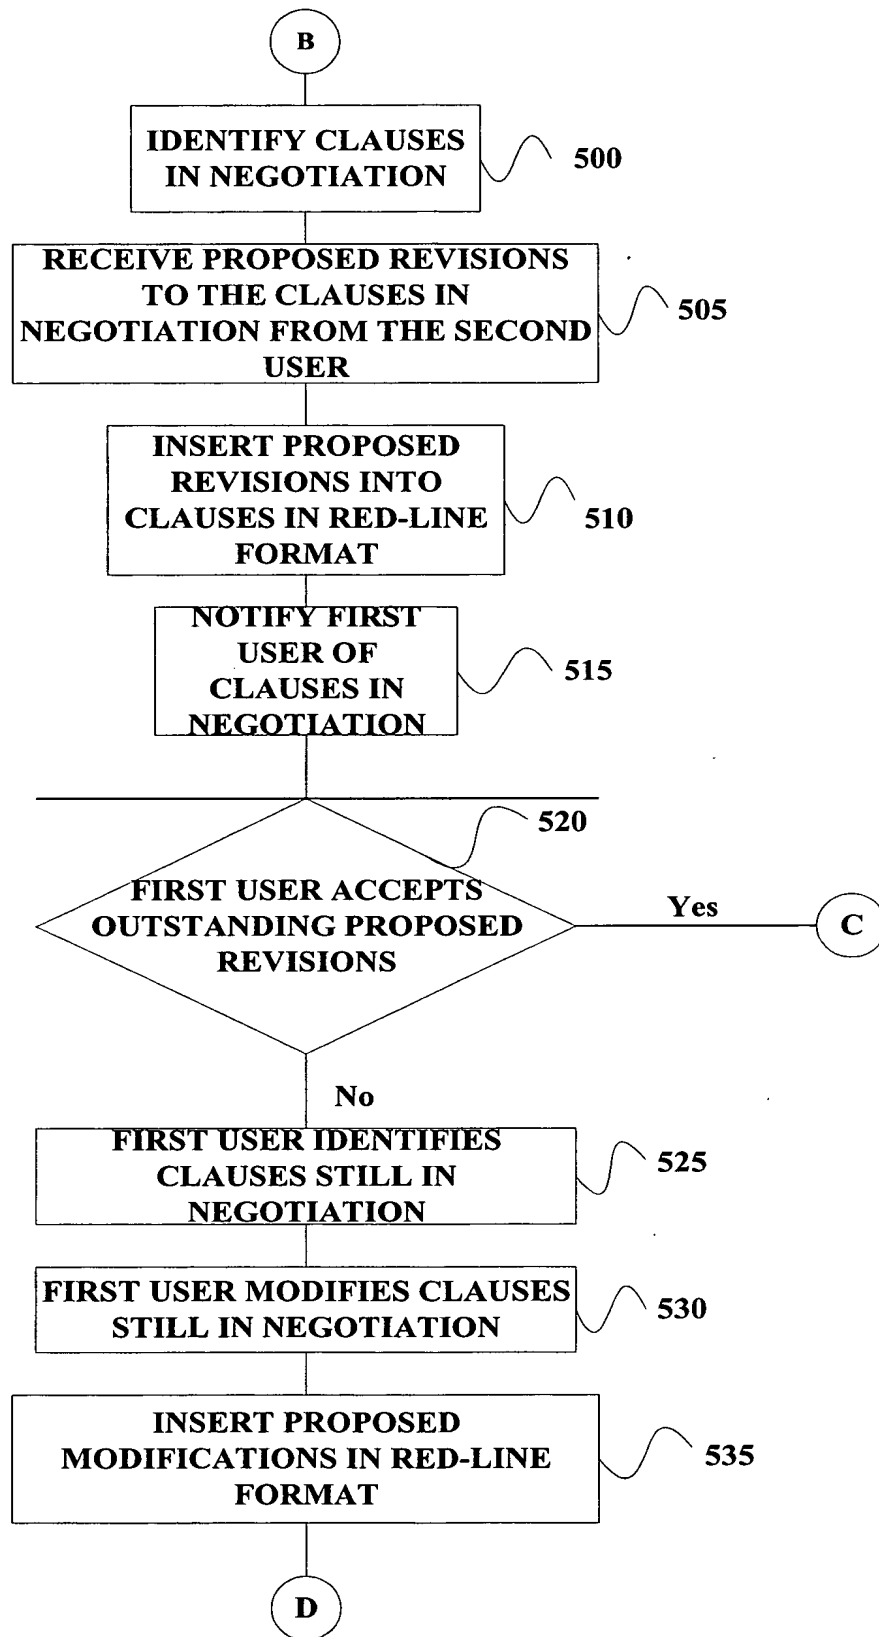 B
IDENTIFY CLAUSES
IN NEGOTIATION
500
RECEIVE PROPOSED REVISIONS
TO THE CLAUSES IN
NEGOTIATION FROM THE SECOND
USER
505
INSERT PROPOSED
REVISIONS INTO
CLAUSES IN RED-LINE
FORMAT
510
NOTIFY FIRST
USER OF
CLAUSES IN
NEGOTIATION
515
520
FIRST USER ACCEPTS
OUTSTANDING PROPOSED
REVISIONS
Yes
C
No
FIRST USER IDENTIFIES
CLAUSES STILL IN
NEGOTIATION
525
FIRST USER MODIFIES CLAUSES
STILL IN NEGOTIATION
530
INSERT PROPOSED
MODIFICATIONS IN RED-LINE
FORMAT
535
D